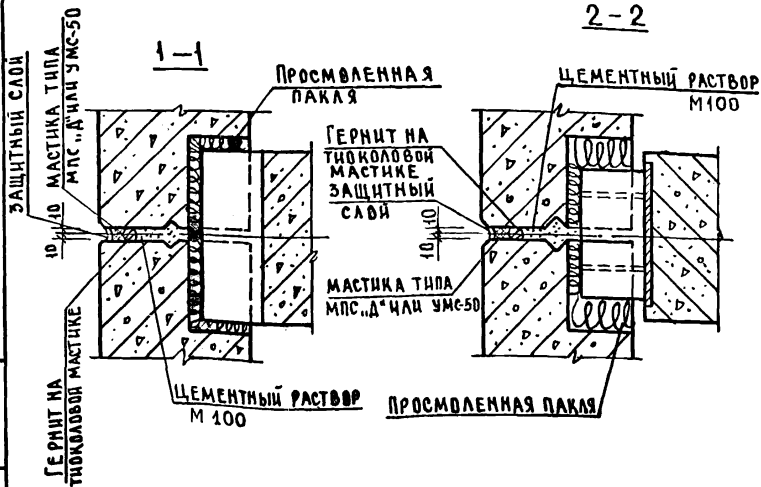 1-1
ЗАЩИТНЫЙ СЛОЙ
МАСТИКА ТИПА
МПС „Д" ИЛИ УМС-50
ПРОСМОЛЕННАЯ
ПАКЛЯ
10 10
ГЕРНИТ НА
ТИОКОЛОВОЙ МАСТИКЕ
ЦЕМЕНТНЫЙ РАСТВОР
М 100
2-2
ЦЕМЕНТНЫЙ РАСТВОР
М100
ГЕРНИТ НА
ТИОКОЛОВОЙ
МАСТИКЕ
ЗАЩИТНЫЙ
СЛОЙ
10 10
МАСТИКА ТИПА
МПС „Д" ИЛИ УМС-50
ПРОСМОЛЕННАЯ ПАКЛЯ